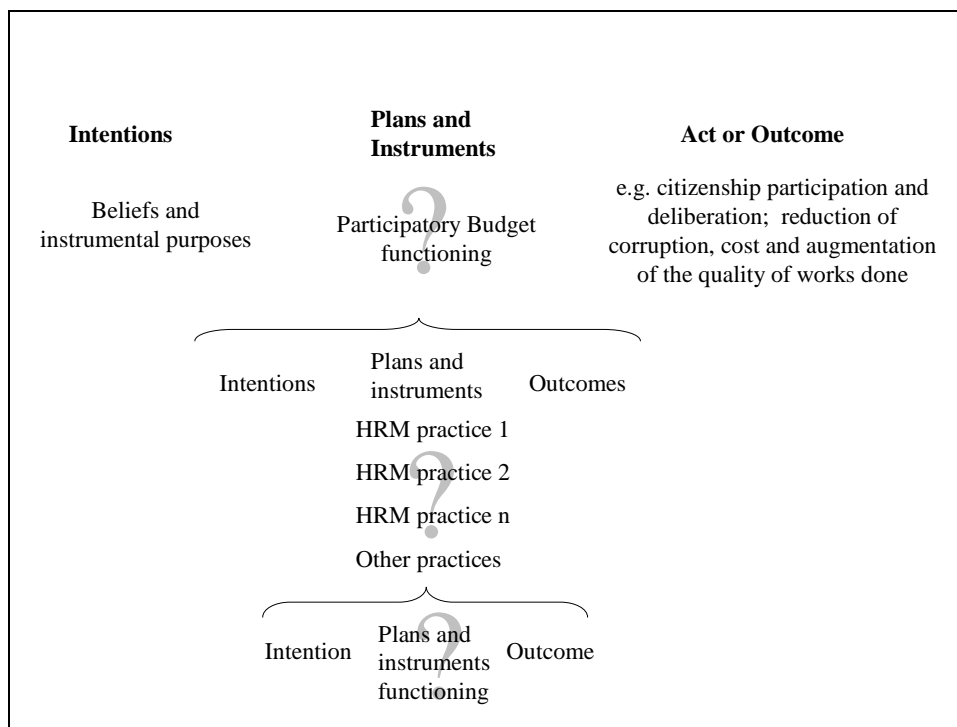 Intentions
Plans and
Instruments
Act or Outcome
Beliefs and
instrumental purposes
?
Participatory Budget
functioning
e.g. citizenship participation and
deliberation; reduction of
corruption, cost and augmentation
of the quality of works done
Intentions
Plans and
instruments
Outcomes
HRM practice 1
HRM practice 2
?
HRM practice n
Other practices
Intention
Plans and
instruments
functioning
?
Outcome